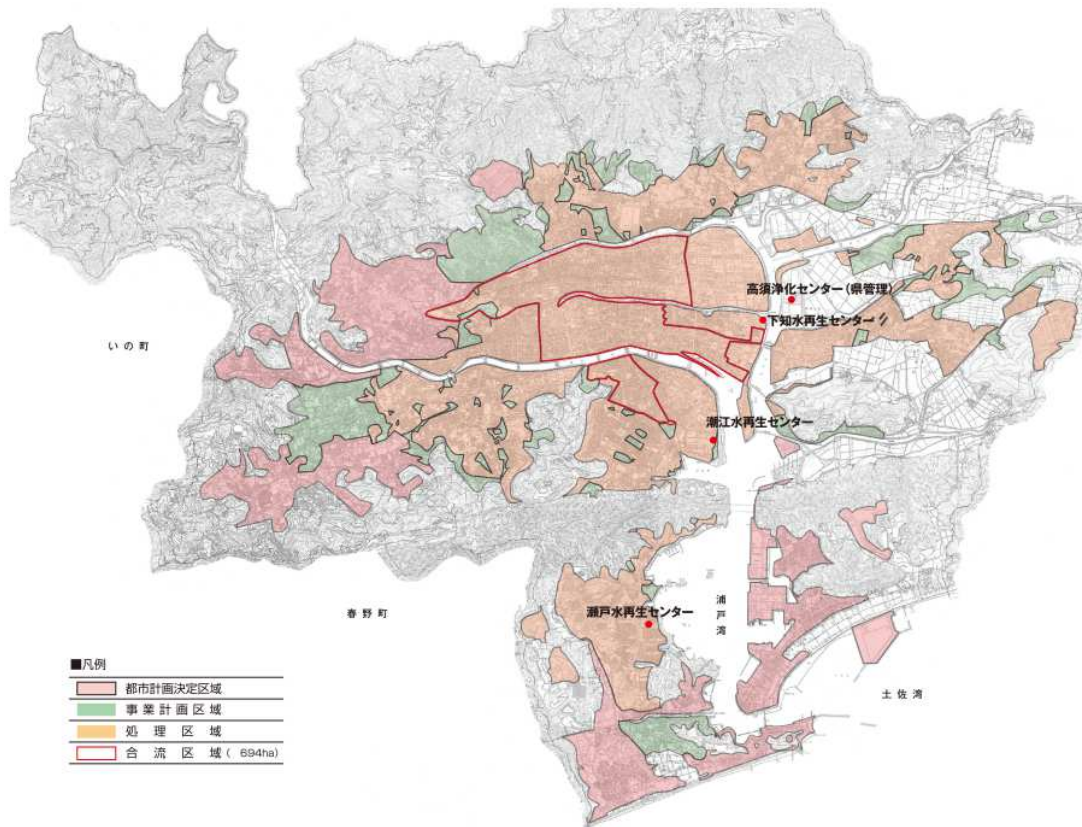 高須浄化センター(県管理)
下知水再生センター
いの町
潮江水再生センター
瀬戸水再生センター
浦戸湾
春野町
土佐湾
■凡例
都市計画決定区域
事業計画区域
処理区域
合流区域( 694ha)